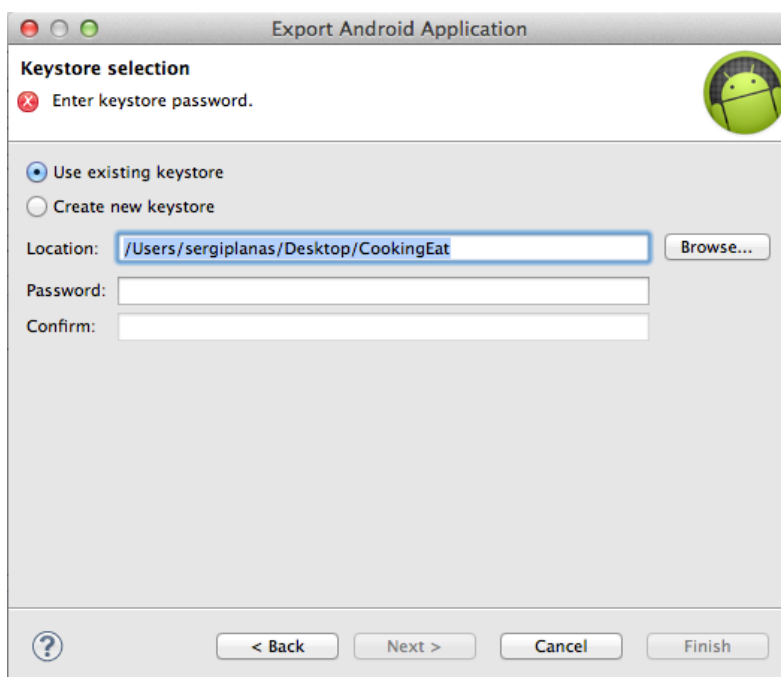 Export Android Application
Keystore selection
Enter keystore password.
Use existing keystore
Create new keystore
Location: /Users/sergiplanas/Desktop/CookingEat Browse...
Password:
Confirm:
? < Back Next > Cancel Finish